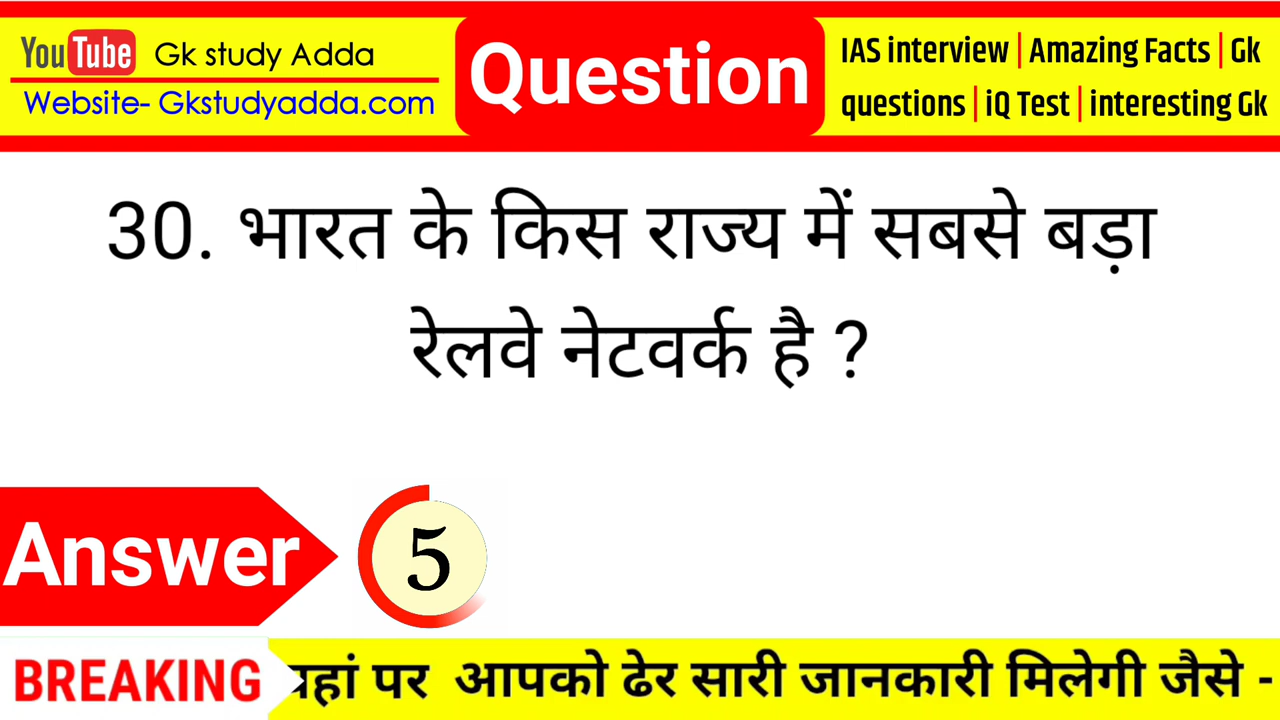 YouTube Gk study Adda
Website- Gkstudyadda.com
Question
IAS interview | Amazing Facts | Gk
questions | iQ Test | interesting Gk
30. भारत के किस राज्य में सबसे बड़ा
रेलवे नेटवर्क है ?
Answer
5
BREAKING
यहां पर आपको ढेर सारी जानकारी मिलेगी जैसे -